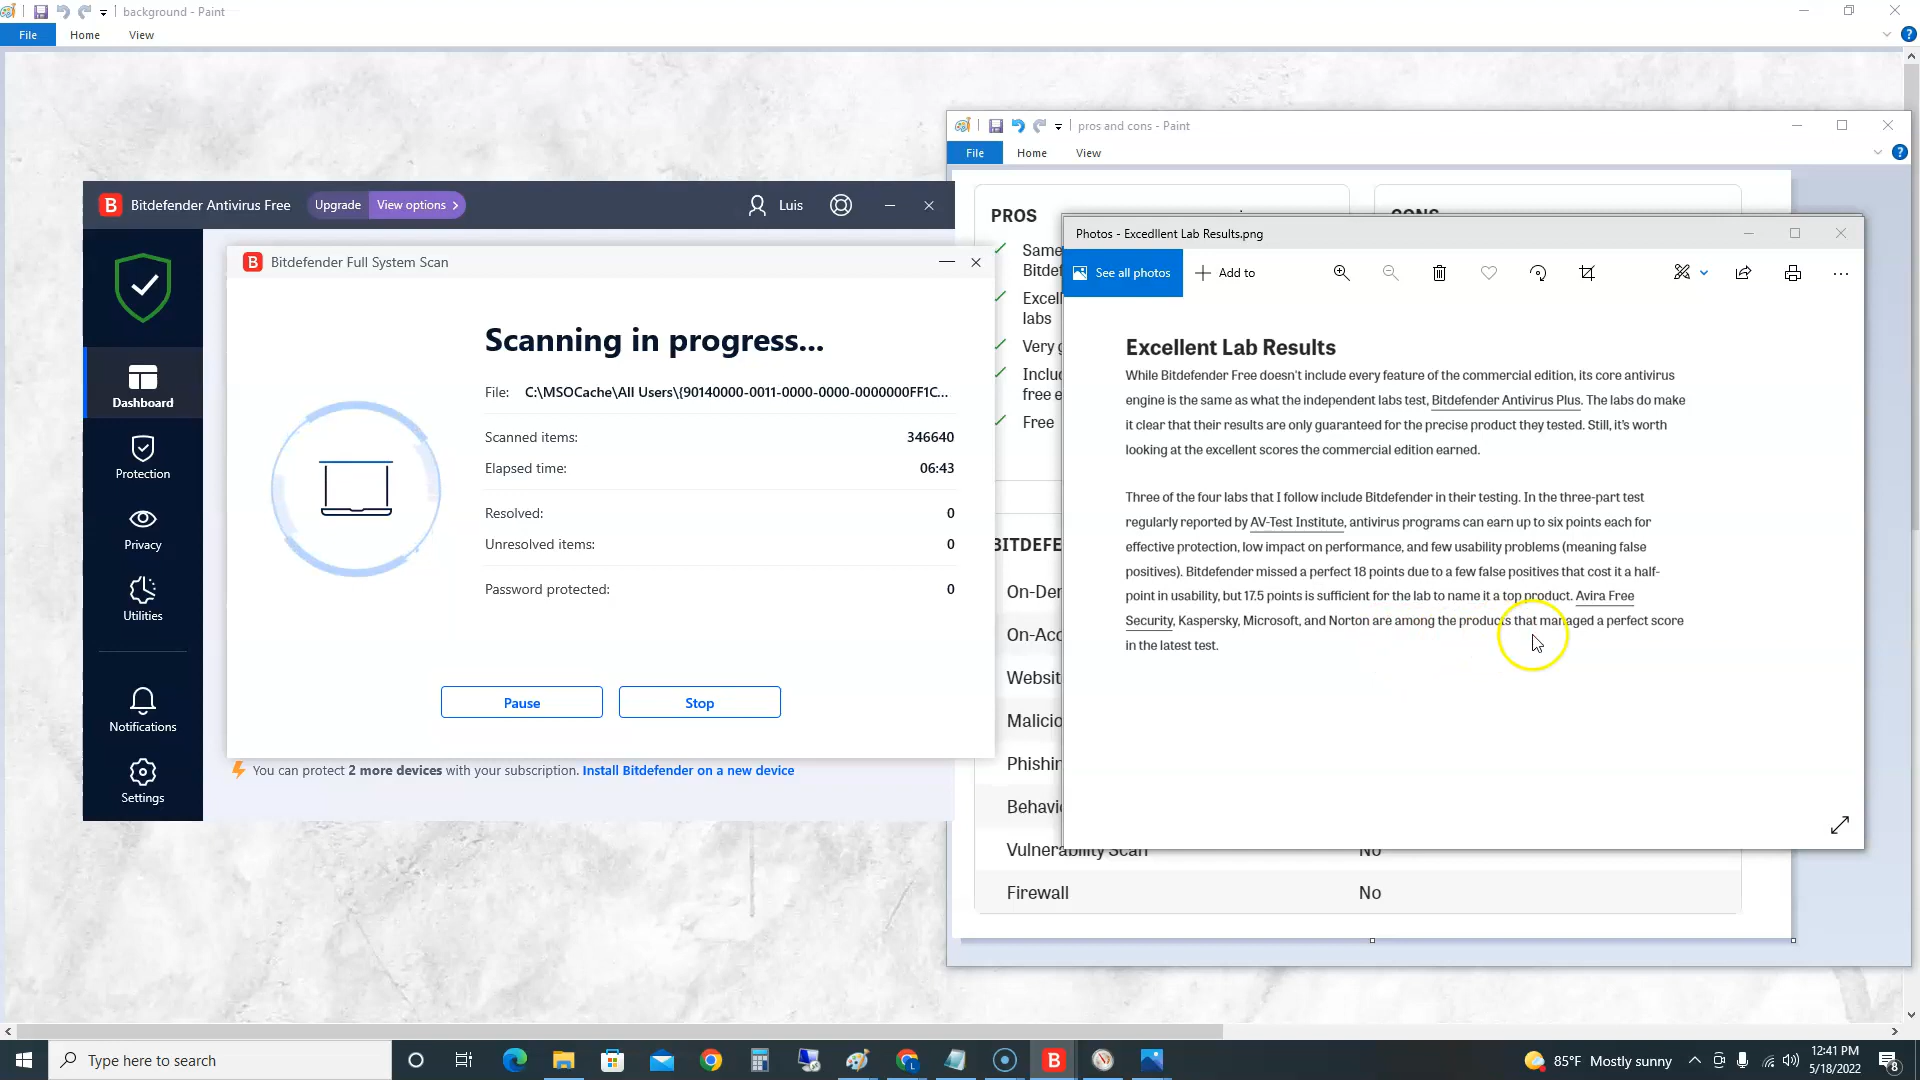 background - Paint
File Home View
pros and cons - Paint
File Home View
PROS
CONS
Same
Bitdef
Excell
labs
Very g
Includ
free e
Free
BITDEFE
On-De
On-Acc
Websit
Malicio
Phishin
Behavi
Vulnerability Scan No
Firewall No
Bitdefender Antivirus Free Upgrade View options > Luis
Dashboard
Protection
Privacy
Utilities
Notifications
Settings
Bitdefender Full System Scan
Scanning in progress...
File: C:\MSOCache\All Users\{90140000-0011-0000-0000-0000000FF1C...
Scanned items: 346640
Elapsed time: 06:43
Resolved: 0
Unresolved items: 0
Password protected: 0
Pause Stop
You can protect 2 more devices with your subscription. Install Bitdefender on a new device
Photos - Excedllent Lab Results.png
See all photos Add to
Excellent Lab Results
While Bitdefender Free doesn't include every feature of the commercial edition, its core antivirus
engine is the same as what the independent labs test, Bitdefender Antivirus Plus. The labs do make
it clear that their results are only guaranteed for the precise product they tested. Still, it's worth
looking at the excellent scores the commercial edition earned.
Three of the four labs that I follow include Bitdefender in their testing. In the three-part test
regularly reported by AV-Test Institute, antivirus programs can earn up to six points each for
effective protection, low impact on performance, and few usability problems (meaning false
positives). Bitdefender missed a perfect 18 points due to a few false positives that cost it a half-
point in usability, but 17.5 points is sufficient for the lab to name it a top product. Avira Free
Security, Kaspersky, Microsoft, and Norton are among the products that managed a perfect score
in the latest test.
Type here to search
85°F Mostly sunny
12:41 PM
5/18/2022
8